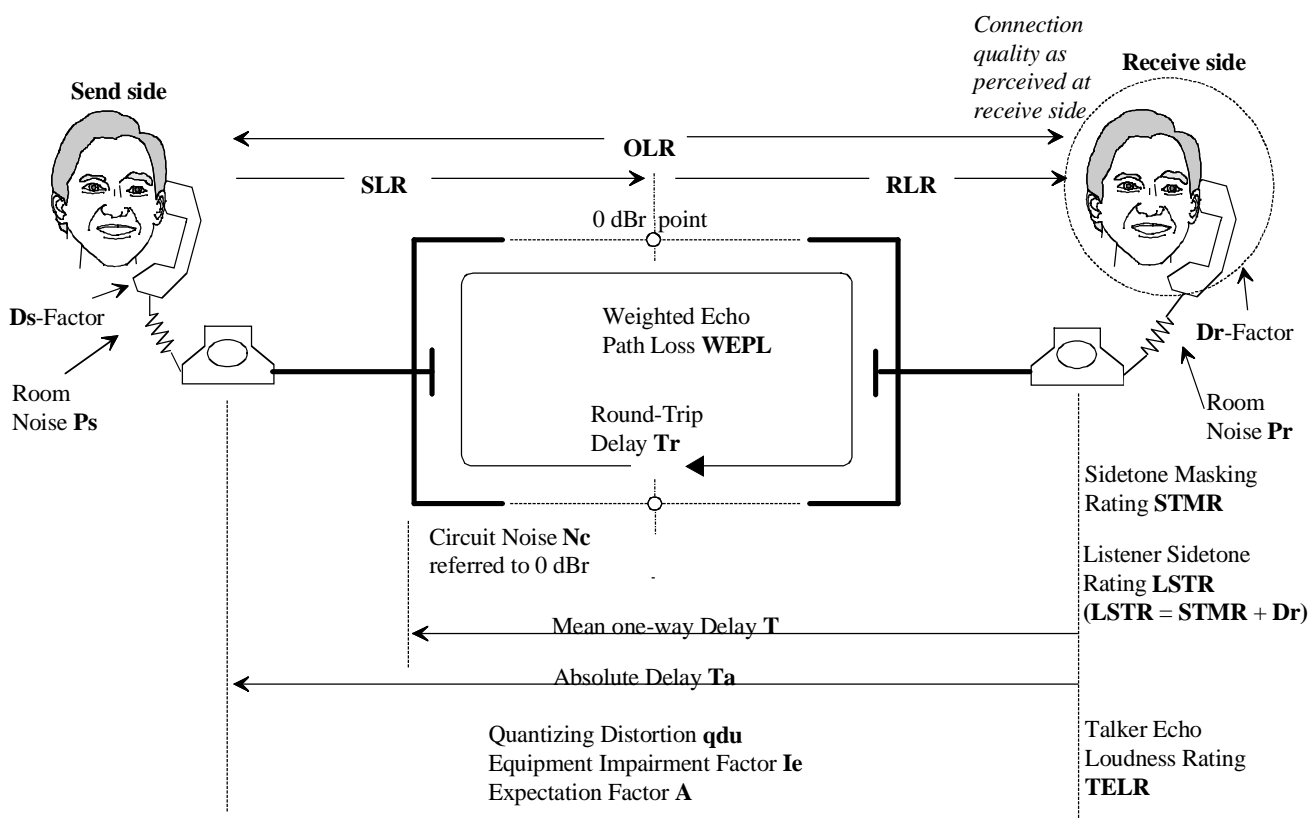 Connection
quality as
perceived at
receive side
Receive side
Send side
OLR
SLR
RLR
0 dBr point
Weighted Echo
Path Loss WEPL
Ds-Factor
Dr-Factor
Room
Noise Ps
Round-Trip
Delay Tr
Room
Noise Pr
Sidetone Masking
Rating STMR
Circuit Noise Nc
referred to 0 dBr
Listener Sidetone
Rating LSTR
(LSTR = STMR + Dr)
Mean one-way Delay T
Absolute Delay Ta
Quantizing Distortion qdu
Equipment Impairment Factor Ie
Expectation Factor A
Talker Echo
Loudness Rating
TELR